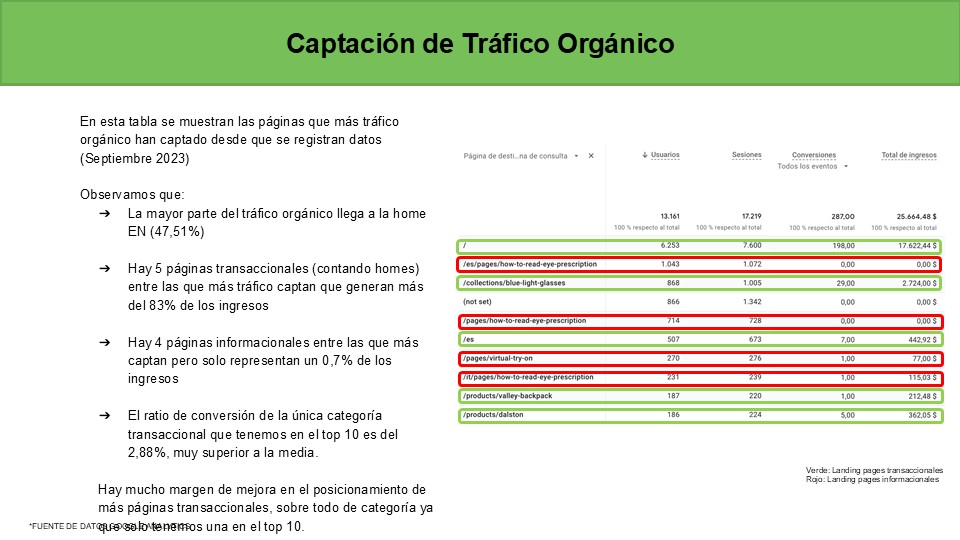 Captación de Tráfico Orgánico
En esta tabla se muestran las páginas que más tráfico
orgánico han captado desde que se registran datos
(Septiembre 2023)
Observamos que:
➔ La mayor parte del tráfico orgánico llega a la home
EN (47,51%)
➔ Hay 5 páginas transaccionales (contando homes)
entre las que más tráfico captan que generan más
del 83% de los ingresos
➔ Hay 4 páginas informacionales entre las que más
captan pero solo representan un 0,7% de los
ingresos
➔ El ratio de conversión de la única categoría
transaccional que tenemos en el top 10 es del
2,88%, muy superior a la media.
Hay mucho margen de mejora en el posicionamiento de
más páginas transaccionales, sobre todo de categoría ya
que solo tenemos una en el top 10.
*FUENTE DE DATOS GOOGLE ANALYTICS
Página de desti...na de consulta ↓ Usuarios Sesiones Conversiones Total de ingresos
Todos los eventos
13.161 17.219 287,00 25.664,48 $
100 % respecto al total 100 % respecto al total 100 % respecto al total 100 % respecto al total
/ 6.253 7.600 198,00 17.622,44 $
/es/pages/how-to-read-eye-prescription 1.043 1.072 0,00 0,00 $
/collections/blue-light-glasses 868 1.005 29,00 2.724,00 $
(not set) 866 1.342 0,00 0,00 $
/pages/how-to-read-eye-prescription 714 728 0,00 0,00 $
/es 507 673 7,00 442,92 $
/pages/virtual-try-on 270 276 1,00 77,00 $
/it/pages/how-to-read-eye-prescription 231 239 1,00 115,03 $
/products/valley-backpack 187 220 1,00 212,48 $
/products/dalston 186 224 5,00 362,05 $
Verde: Landing pages transaccionales
Rojo: Landing pages informacionales